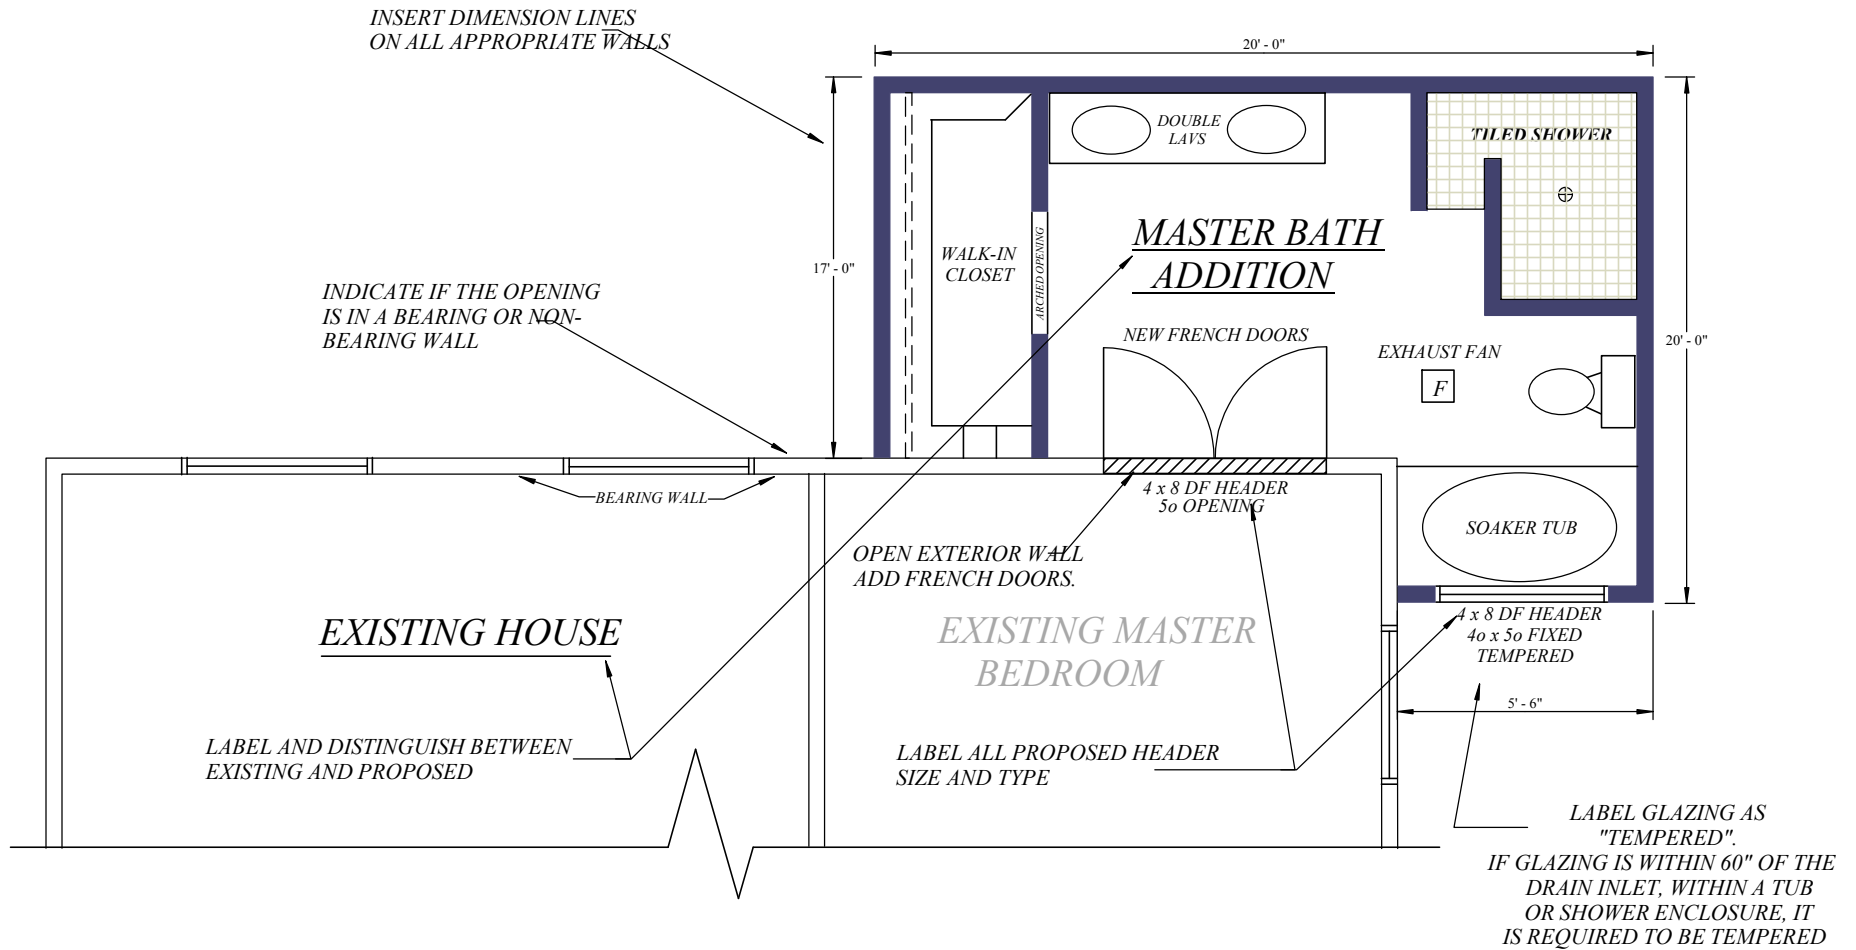 INSERT DIMENSION LINES
ON ALL APPROPRIATE WALLS
20' - 0"
DOUBLE
LAVS
TILED SHOWER
MASTER BATH
ADDITION
WALK-IN
CLOSET
ARCHED OPENING
17' - 0"
INDICATE IF THE OPENING
IS IN A BEARING OR NON-
BEARING WALL
NEW FRENCH DOORS
EXHAUST FAN
F
20' - 0"
BEARING WALL
4 x 8 DF HEADER
5o OPENING
SOAKER TUB
OPEN EXTERIOR WALL
ADD FRENCH DOORS.
EXISTING HOUSE
EXISTING MASTER
BEDROOM
4 x 8 DF HEADER
4o x 5o FIXED
TEMPERED
5' - 6"
LABEL AND DISTINGUISH BETWEEN
EXISTING AND PROPOSED
LABEL ALL PROPOSED HEADER
SIZE AND TYPE
LABEL GLAZING AS
"TEMPERED".
IF GLAZING IS WITHIN 60" OF THE
DRAIN INLET, WITHIN A TUB
OR SHOWER ENCLOSURE, IT
IS REQUIRED TO BE TEMPERED